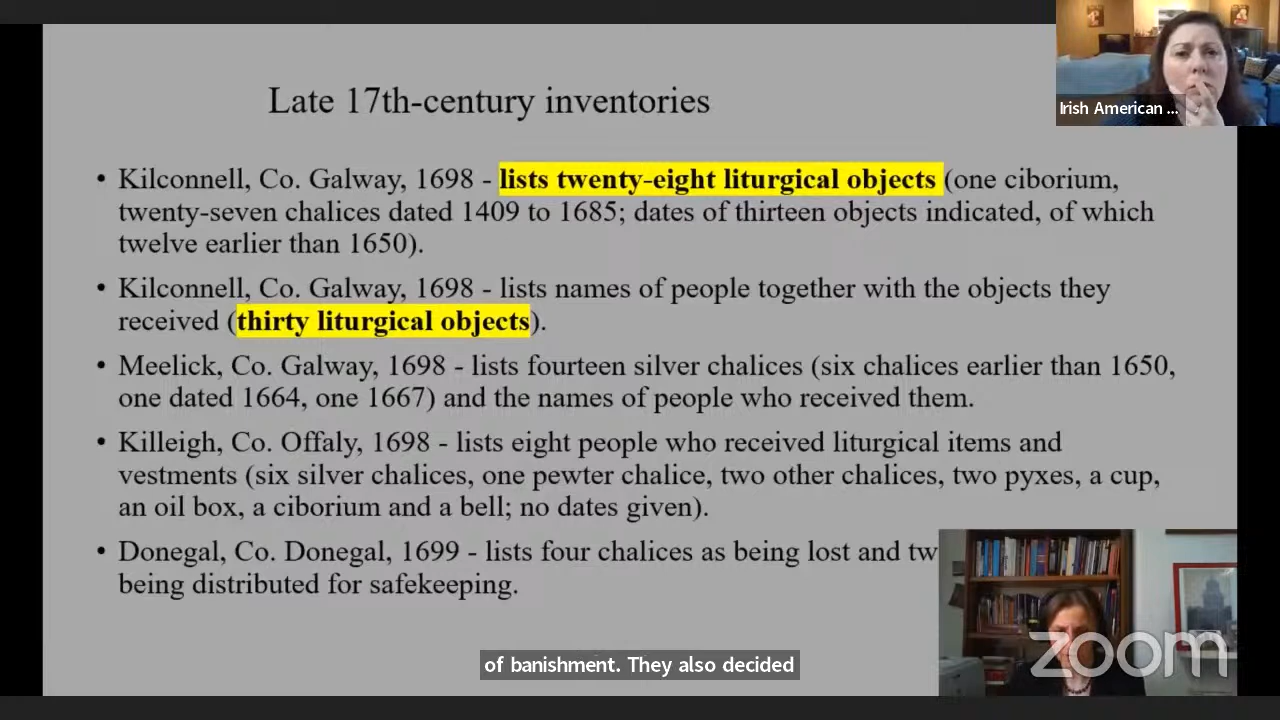 Late 17th-century inventories
Irish American ...
• Kilconnell, Co. Galway, 1698 - lists twenty-eight liturgical objects (one ciborium,
twenty-seven chalices dated 1409 to 1685; dates of thirteen objects indicated, of which
twelve earlier than 1650).
• Kilconnell, Co. Galway, 1698 - lists names of people together with the objects they
received (thirty liturgical objects).
• Meelick, Co. Galway, 1698 - lists fourteen silver chalices (six chalices earlier than 1650,
one dated 1664, one 1667) and the names of people who received them.
• Killeigh, Co. Offaly, 1698 - lists eight people who received liturgical items and
vestments (six silver chalices, one pewter chalice, two other chalices, two pyxes, a cup,
an oil box, a ciborium and a bell; no dates given).
• Donegal, Co. Donegal, 1699 - lists four chalices as being lost and tw
being distributed for safekeeping.
of banishment. They also decided
zoom